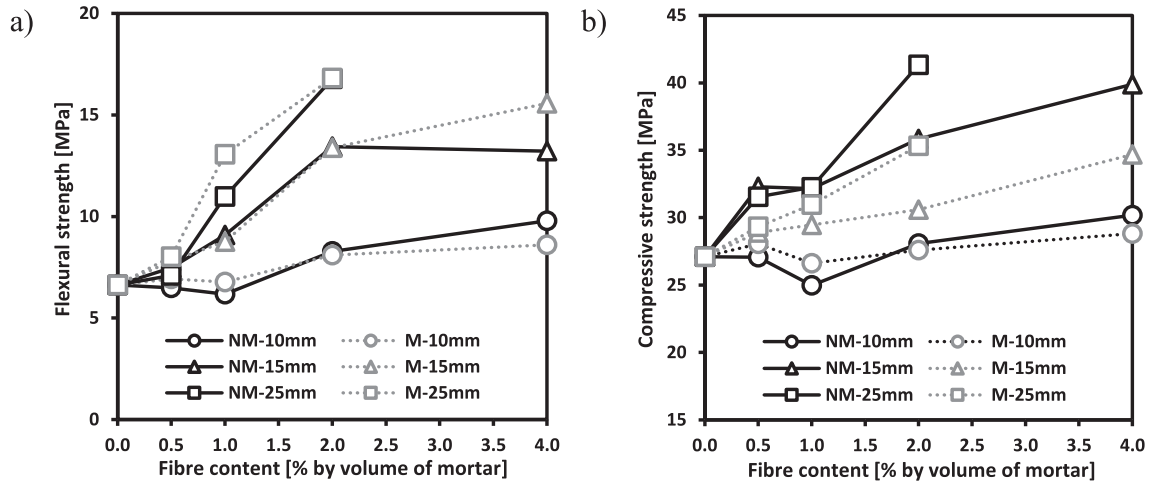 a)
20
15
10
5
0
Flexural strength [MPa]
NM-10mm M-10mm
NM-15mm M-15mm
NM-25mm M-25mm
0.0 0.5 1.0 1.5 2.0 2.5 3.0 3.5 4.0
Fibre content [% by volume of mortar]
b)
45
40
35
30
25
20
15
Compressive strength [MPa]
NM-10mm M-10mm
NM-15mm M-15mm
NM-25mm M-25mm
0.0 0.5 1.0 1.5 2.0 2.5 3.0 3.5 4.0
Fibre content [% by volume of mortar]